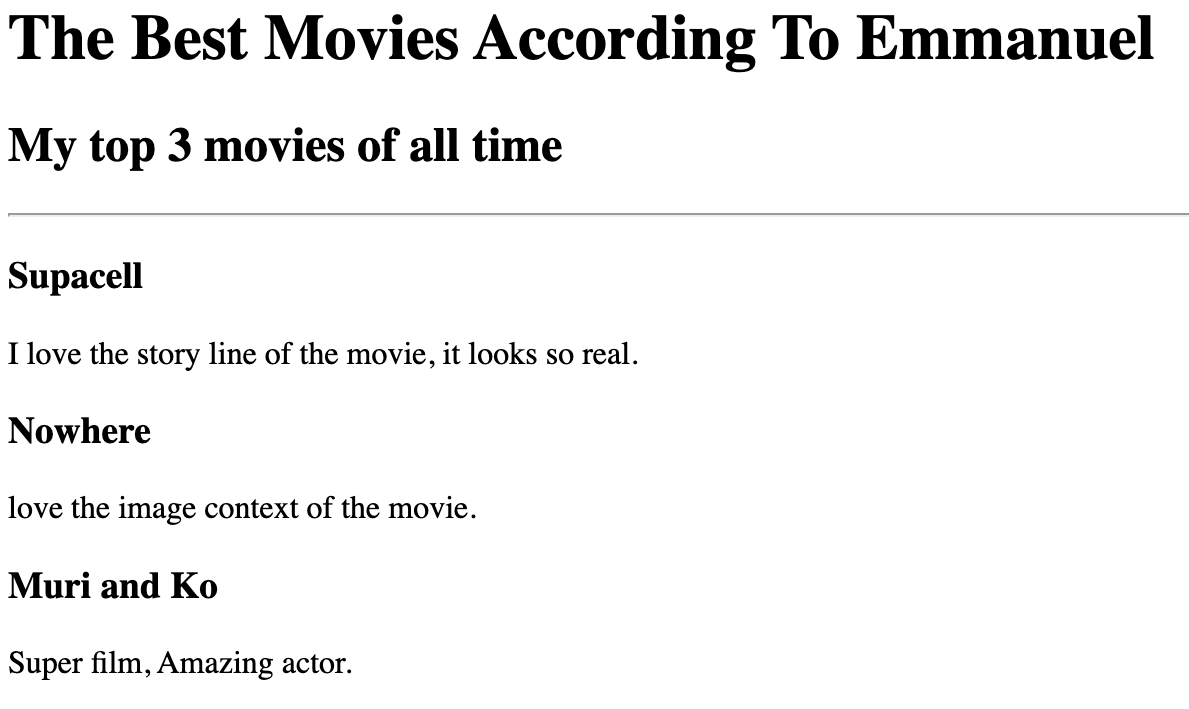 The Best Movies According To Emmanuel
My top 3 movies of all time
Supacell
I love the story line of the movie, it looks so real.
Nowhere
love the image context of the movie.
Muri and Ko
Super film, Amazing actor.